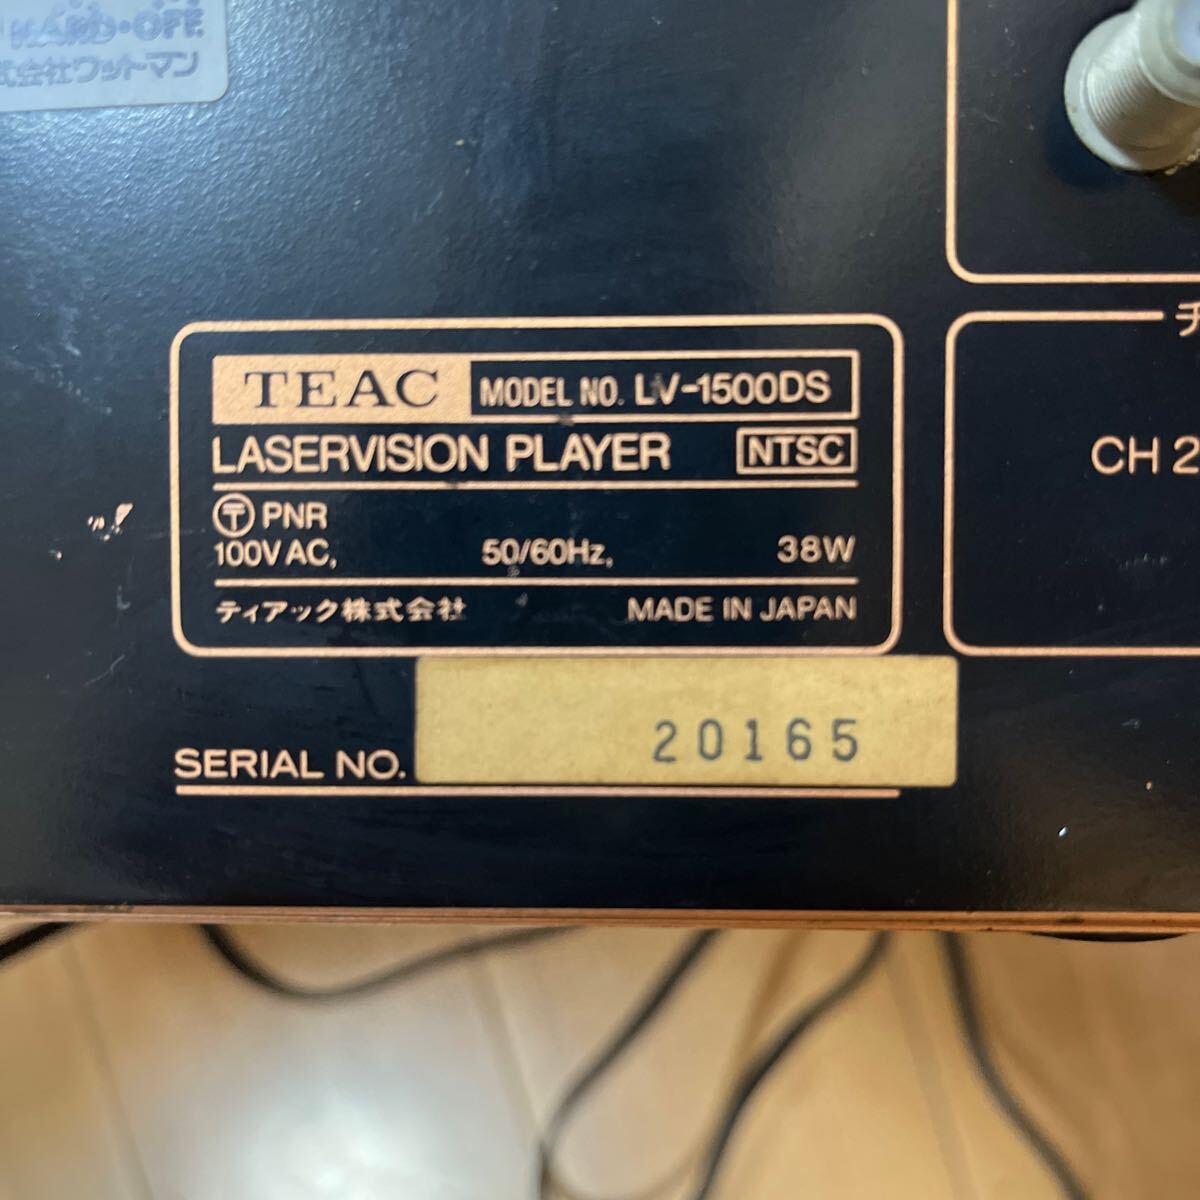 HARD・OFF
式会社ワットマン
TEAC MODEL NO. LV-1500DS
LASERVISION PLAYER NTSC
〒 PNR
100V AC, 50/60Hz, 38W
ティアック株式会社 MADE IN JAPAN
SERIAL NO. 20165
CH 2